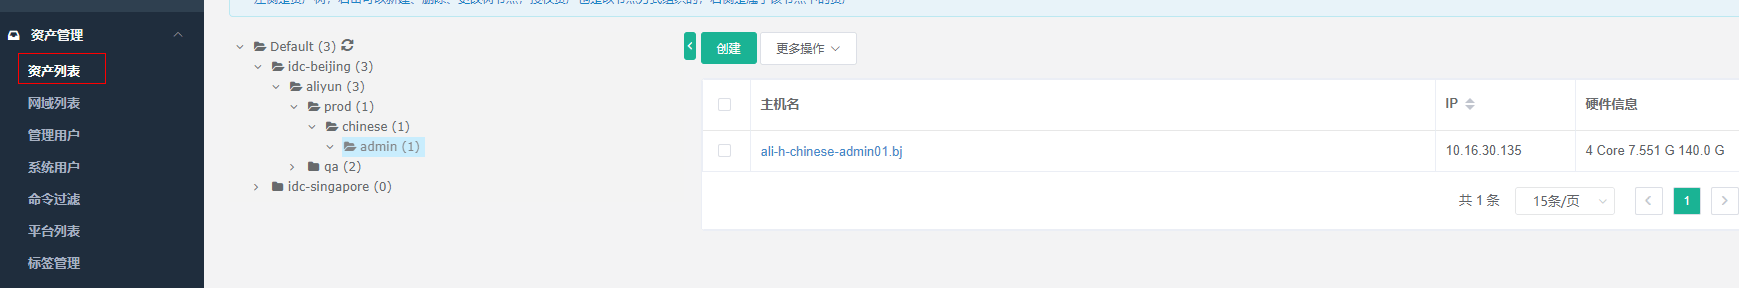 资产管理
资产列表
网域列表
管理用户
系统用户
命令过滤
平台列表
标签管理
Default (3)
idc-beijing (3)
aliyun (3)
prod (1)
chinese (1)
admin (1)
qa (2)
idc-singapore (0)
创建
更多操作
主机名
IP
硬件信息
ali-h-chinese-admin01.bj
10.16.30.135
4 Core 7.551 G 140.0 G
共 1 条
15条/页
1